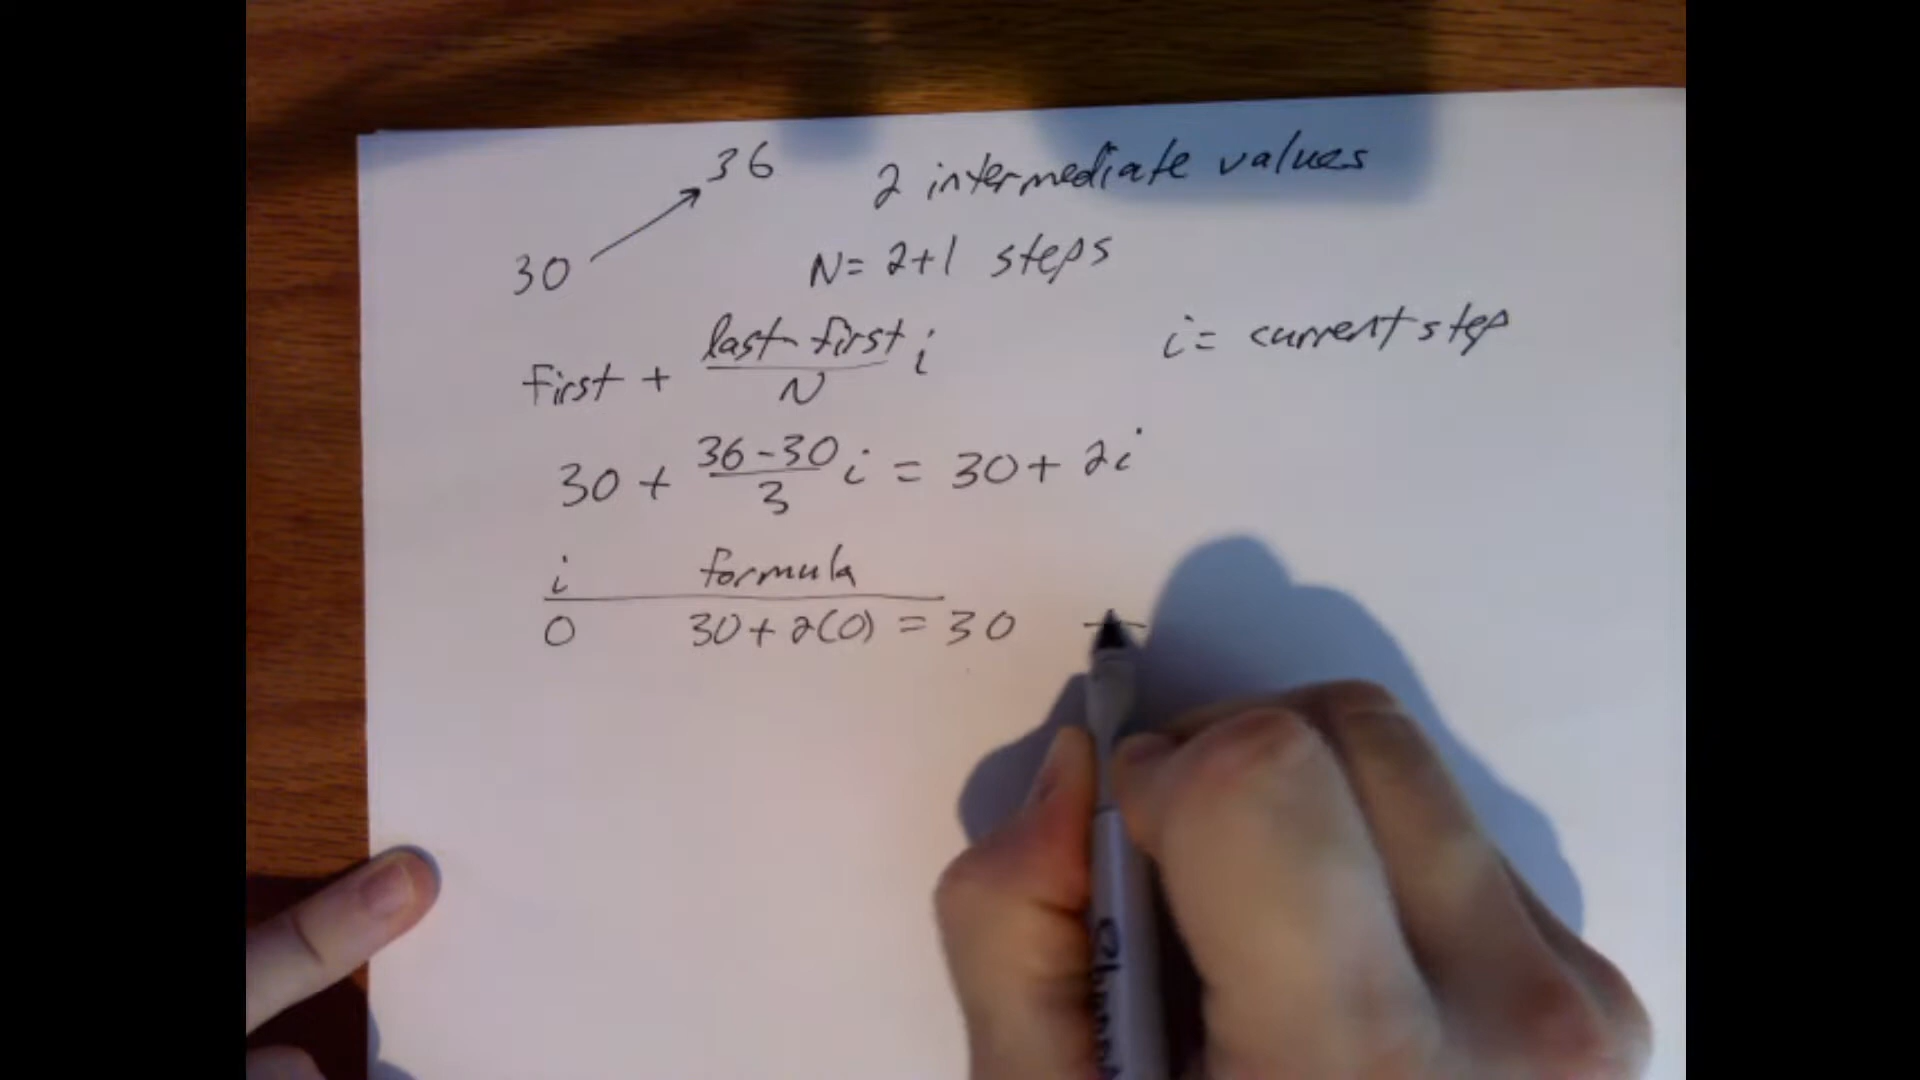 36
2 intermediate values
30
N = 2+1 steps
i = current step
first + last-first/N i
30 + 36-30/3 i = 30 + 2i
i formula
0 30+2(0) = 30